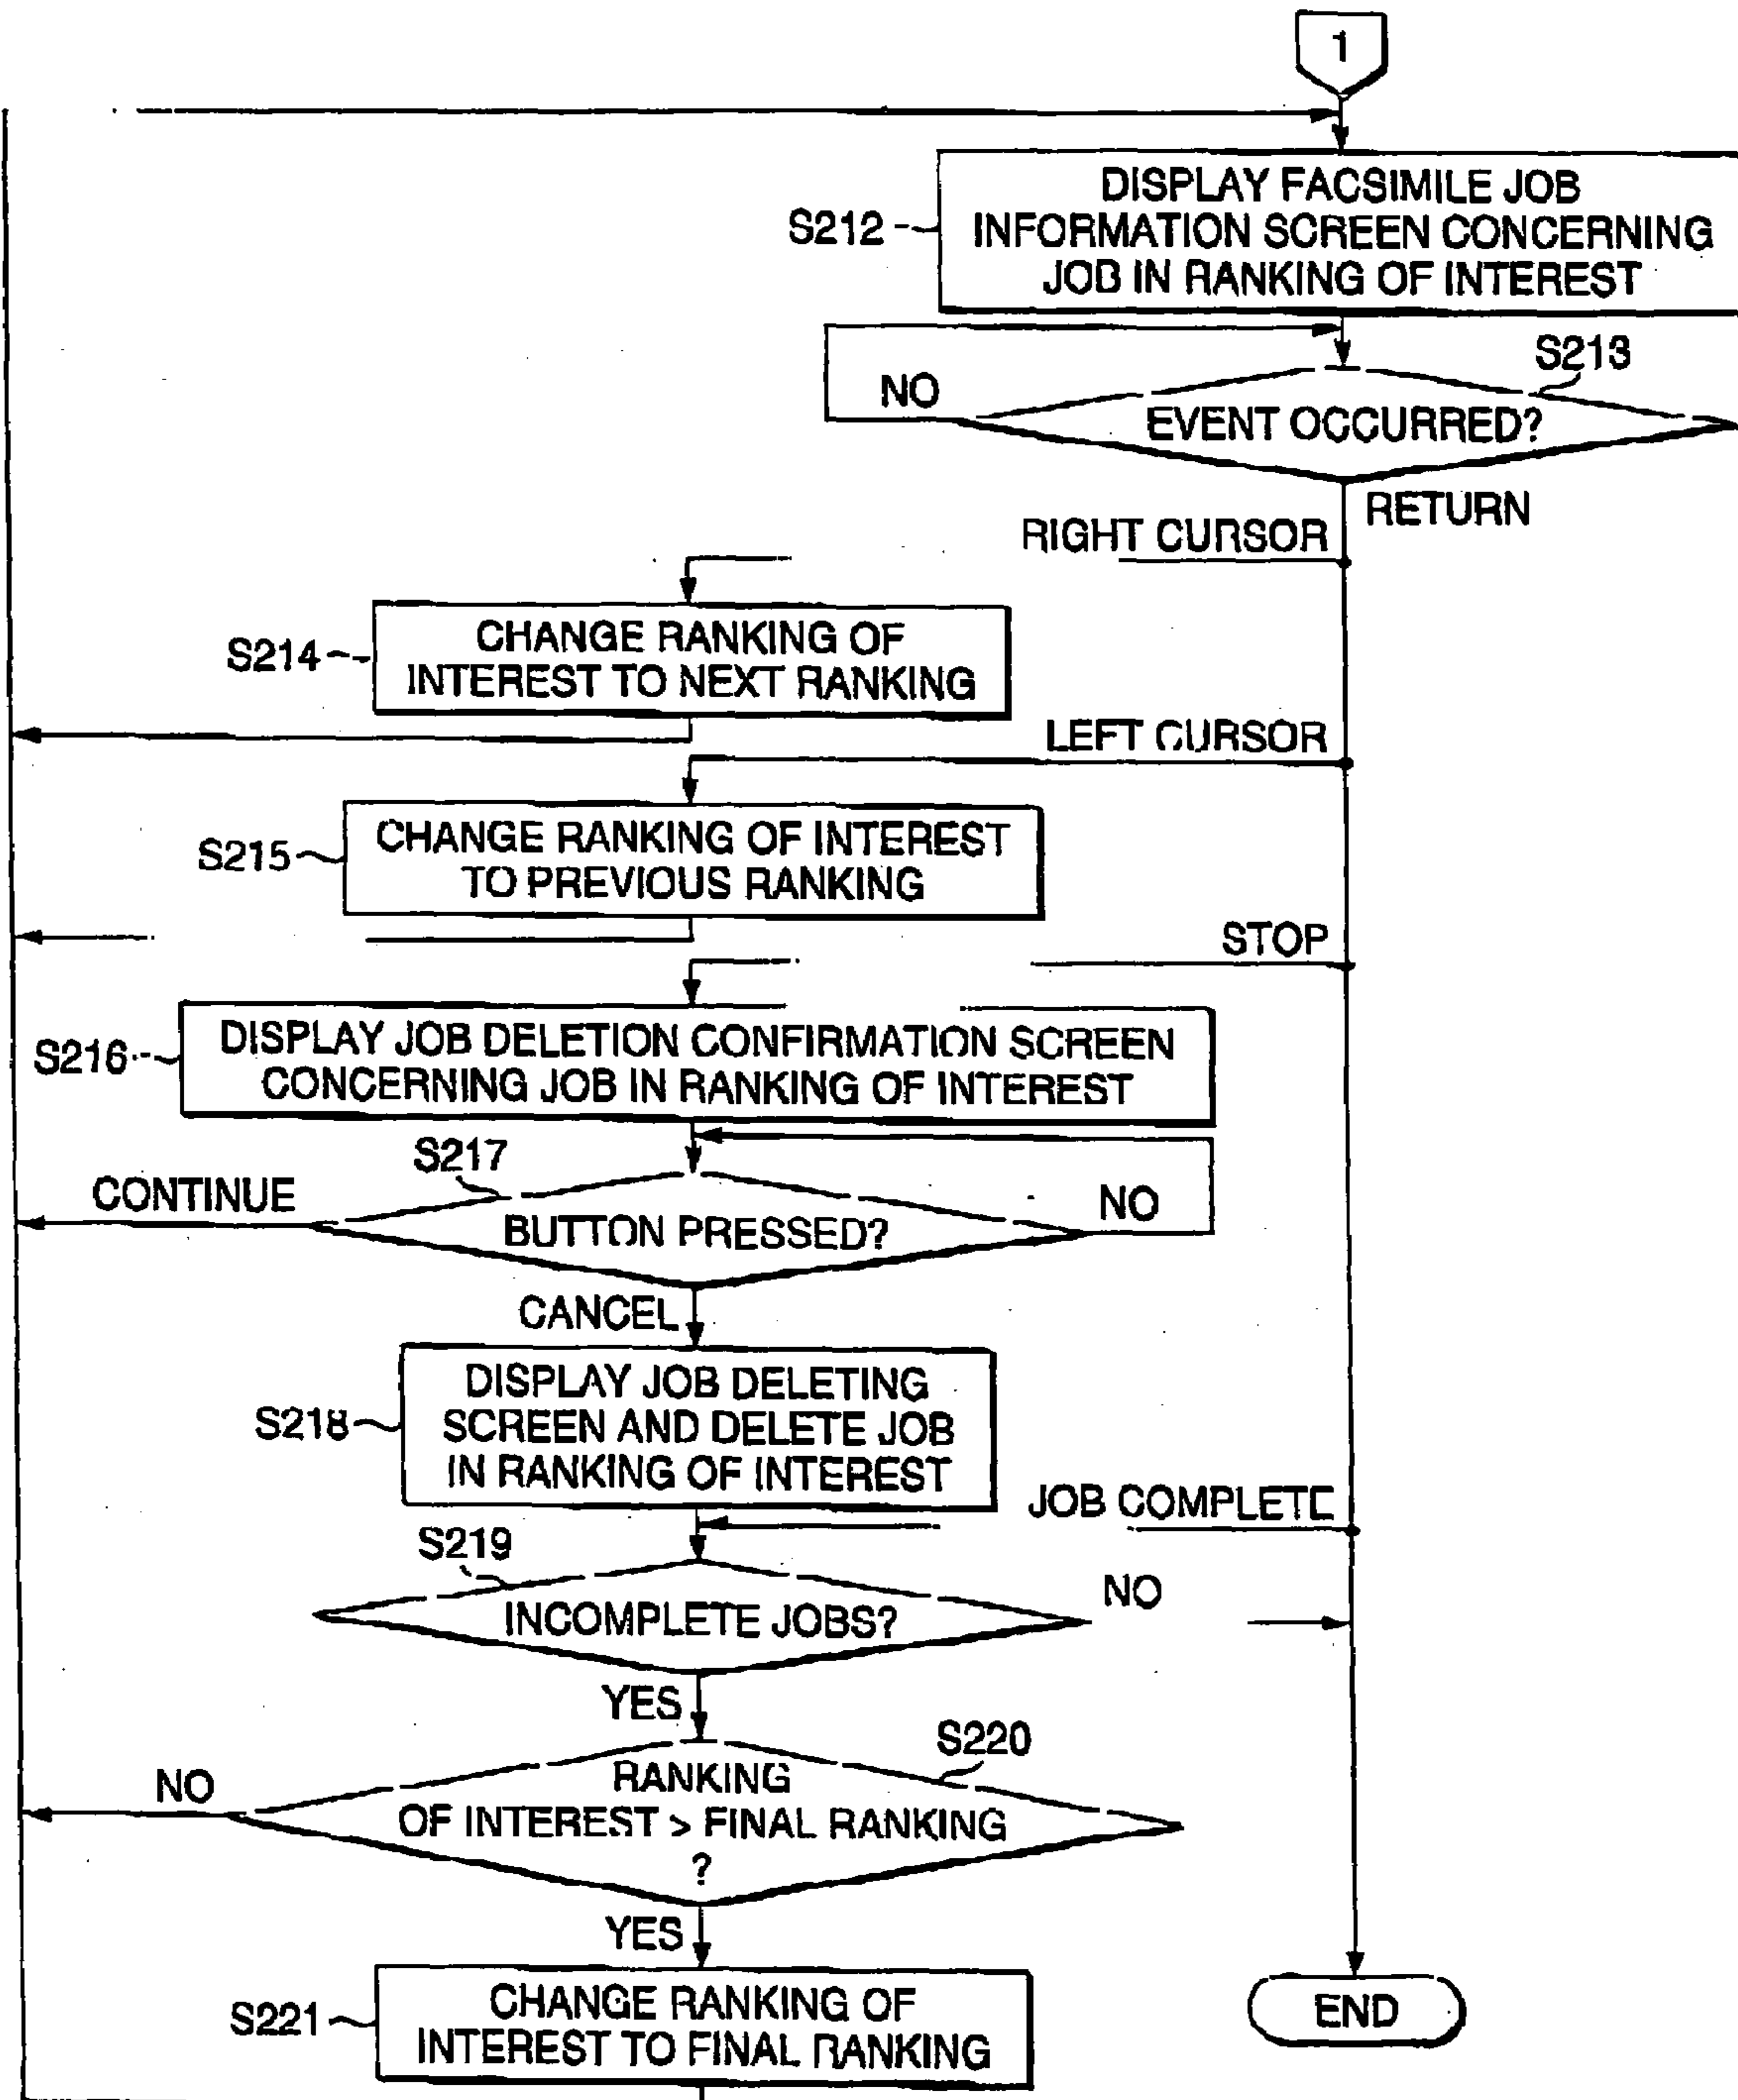 1
DISPLAY FACSIMILE JOB
INFORMATION SCREEN CONCERNING
JOB IN RANKING OF INTEREST
S212
S213
NO
EVENT OCCURRED?
RETURN
RIGHT CURSOR
S214
CHANGE RANKING OF
INTEREST TO NEXT RANKING
LEFT CURSOR
S215
CHANGE RANKING OF INTEREST
TO PREVIOUS RANKING
STOP
S216
DISPLAY JOB DELETION CONFIRMATION SCREEN
CONCERNING JOB IN RANKING OF INTEREST
S217
CONTINUE
NO
BUTTON PRESSED?
CANCEL
S218
DISPLAY JOB DELETING
SCREEN AND DELETE JOB
IN RANKING OF INTEREST
JOB COMPLETE
S219
NO
INCOMPLETE JOBS?
YES
S220
NO
RANKING
OF INTEREST > FINAL RANKING
?
YES
S221
CHANGE RANKING OF
INTEREST TO FINAL RANKING
END